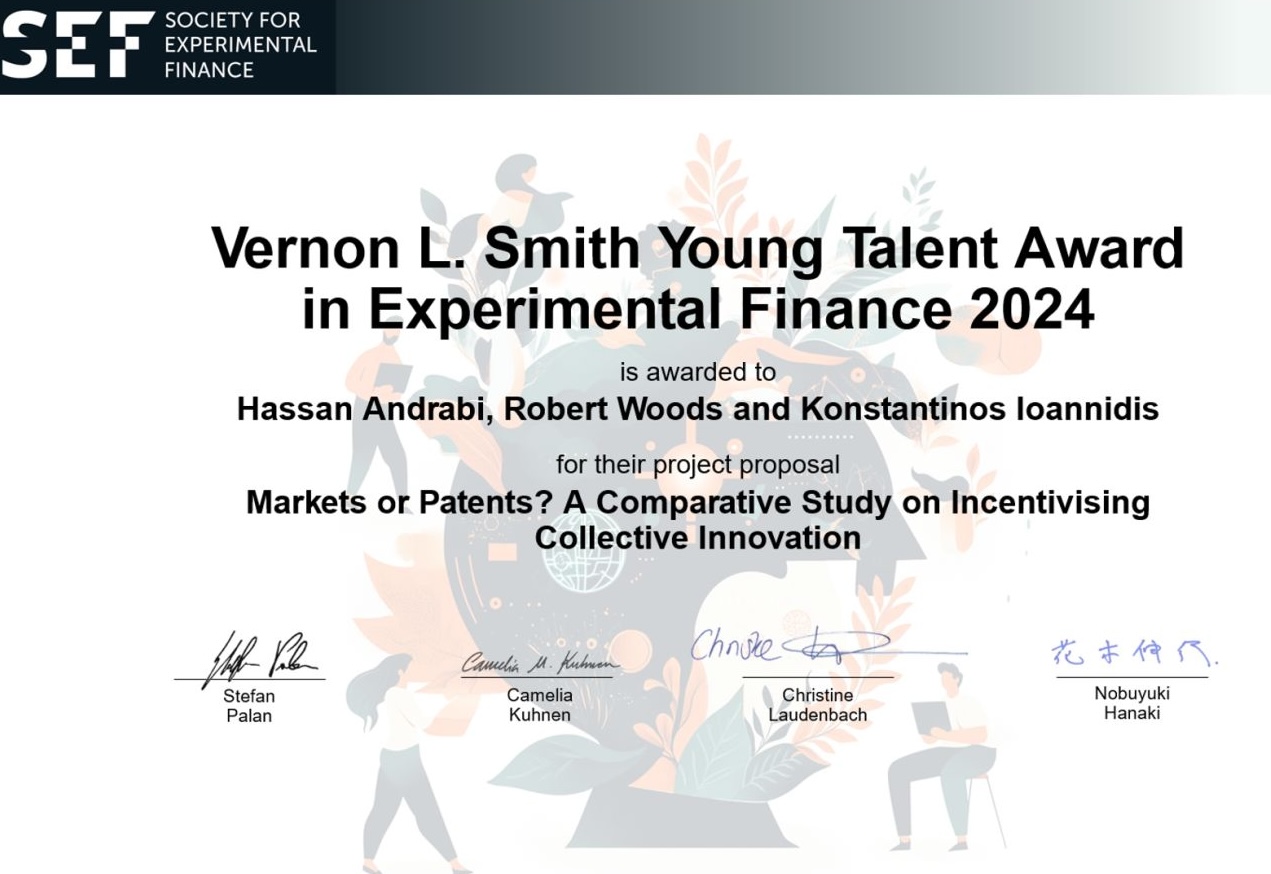 SEF
SOCIETY FOR
EXPERIMENTAL
FINANCE
Vernon L. Smith Young Talent Award
in Experimental Finance 2024
is awarded to
Hassan Andrabi, Robert Woods and Konstantinos Ioannidis
for their project proposal
Markets or Patents? A Comparative Study on Incentivising
Collective Innovation
Camelia M. Kuhnen
花木伸行
Stefan
Palan
Camelia
Kuhnen
Christine
Laudenbach
Nobuyuki
Hanaki